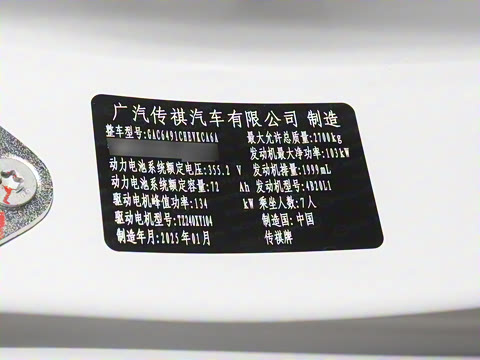 广汽传祺汽车有限公司 制造
整车型号:GAC6491CHEVKCA6A 最大允许总质量:2700kg
发动机最大净功率:103kW
动力电池系统额定电压:355.2 V 发动机排量:1999mL
动力电池系统额定容量:72 Ah 发动机型号:4B20L1
驱动电机峰值功率:134 kW 乘坐人数:7人
驱动电机型号:TZ240XY104 制造国:中国
制造年月:2025年01月 传祺牌